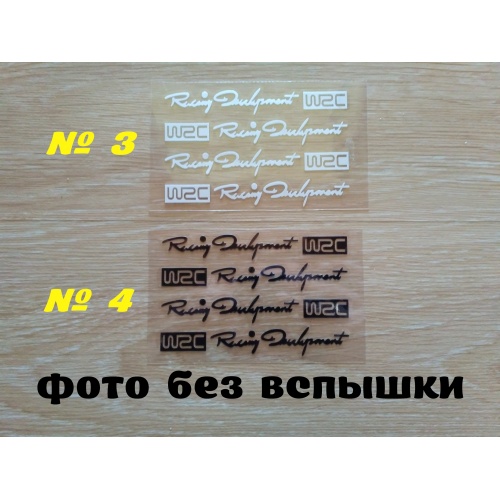 Racing Development WRC
WRC Racing Development
№ 3
Racing Development WRC
WRC Racing Development
Racing Development WRC
WRC Racing Development
№ 4
Racing Development WRC
WRC Racing Development
фото без вспышки